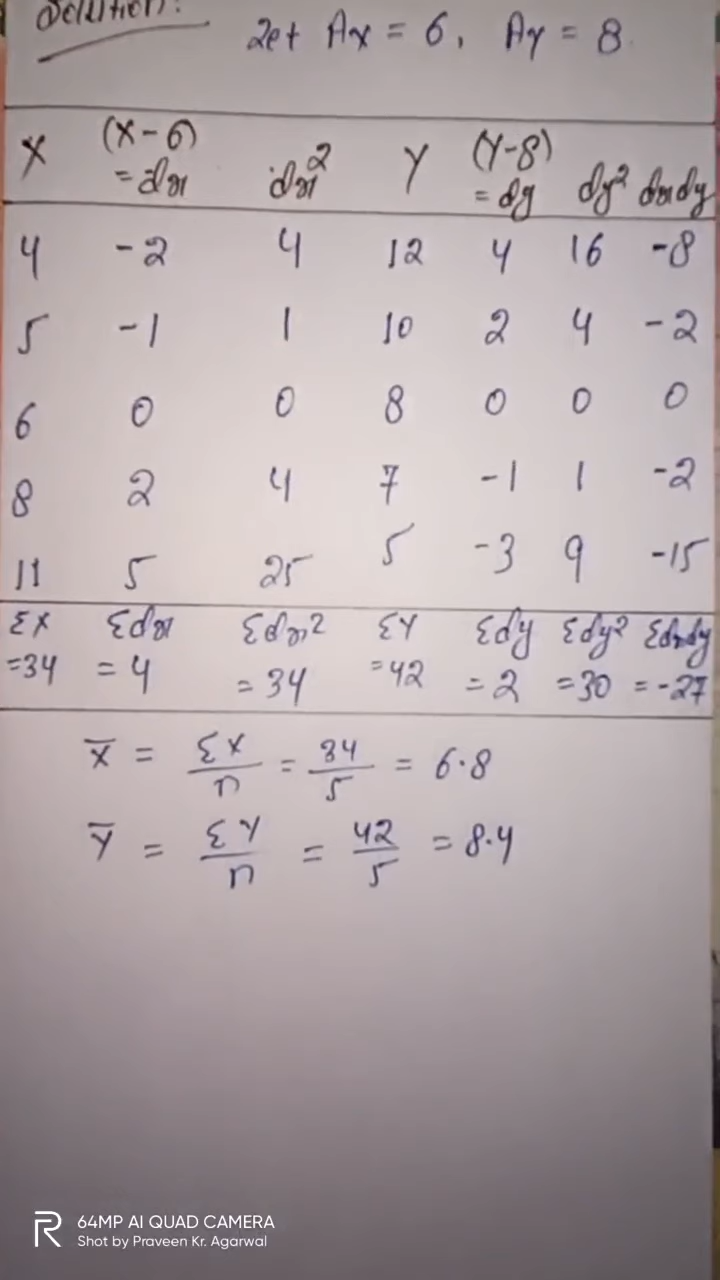 Solution:
Let Ax = 6, Ay = 8.
X (X-6) =dx dx² Y (Y-8) =dy dy² dxdy
4 -2 4 12 4 16 -8
5 -1 1 10 2 4 -2
6 0 0 8 0 0 0
8 2 4 7 -1 1 -2
11 5 25 5 -3 9 -15
ΣX =34 Σdx = 4 Σdx² = 34 ΣY =42 Σdy = 2 Σdy² =30 Σdxdy = -27
X̄ = ΣX/n = 34/5 = 6.8
Ȳ = ΣY/n = 42/5 = 8.4
R 64MP AI QUAD CAMERA
Shot by Praveen Kr. Agarwal